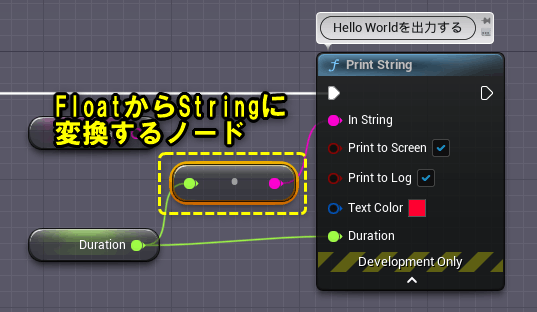 Hello Worldを出力する
Print String
FloatからStringに
変換するノード
In String
Print to Screen
Print to Log
Text Color
Duration
Duration
Development Only